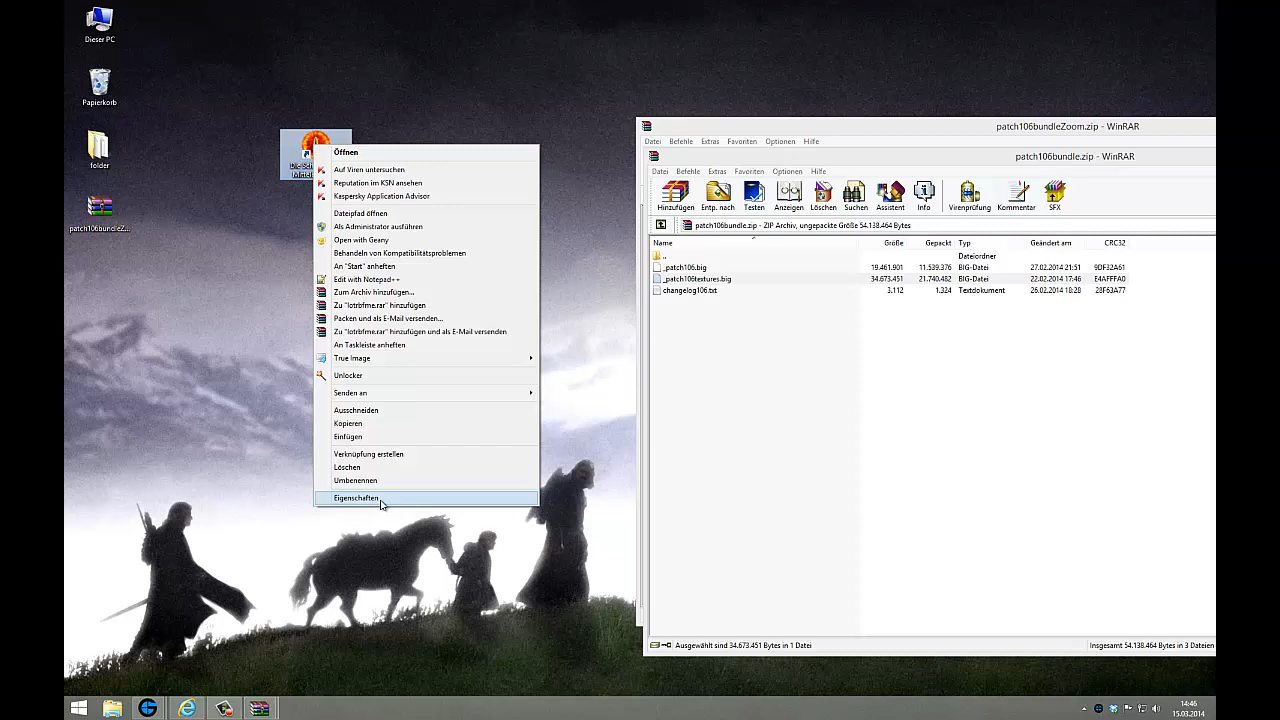 Dieser PC
Papierkorb
folder
patch106bundleZ...
Öffnen
Auf Viren untersuchen
Reputation im KSN ansehen
Kaspersky Application Advisor
Dateipfad öffnen
Als Administrator ausführen
Open with Geany
Behandeln von Kompatibilitätsproblemen
An "Start" anheften
Edit with Notepad++
Zum Archiv hinzufügen...
Zu "lotrbfme.rar" hinzufügen
Packen und als E-Mail versenden...
Zu "lotrbfme.rar" hinzufügen und als E-Mail versenden
An Taskleiste anheften
True Image
Unlocker
Senden an
Ausschneiden
Kopieren
Einfügen
Verknüpfung erstellen
Löschen
Umbenennen
Eigenschaften
patch106bundleZoom.zip - WinRAR
Datei Befehle Extras Favoriten Optionen Hilfe
patch106bundle.zip - WinRAR
Datei Befehle Extras Favoriten Optionen Hilfe
Hinzufügen Entp. nach Testen Anzeigen Löschen Suchen Assistent Info Virenprüfung Kommentar SFX
patch106bundle.zip - ZIP Archiv, ungepackte Größe 54.138.464 Bytes
Name Größe Gepackt Typ Geändert am CRC32
.. Dateiordner
_patch106.big 19.461.901 11.539.376 BIG-Datei 27.02.2014 21:51 9DF32A61
_patch106textures.big 34.673.451 21.740.482 BIG-Datei 22.02.2014 17:46 E4AFFFA0
changelog106.txt 3.112 1.324 Textdokument 26.02.2014 18:28 28F63A77
Ausgewählt sind 34.673.451 Bytes in 1 Datei
Insgesamt 54.138.464 Bytes in 3 Dateien
14:46
15.03.2014